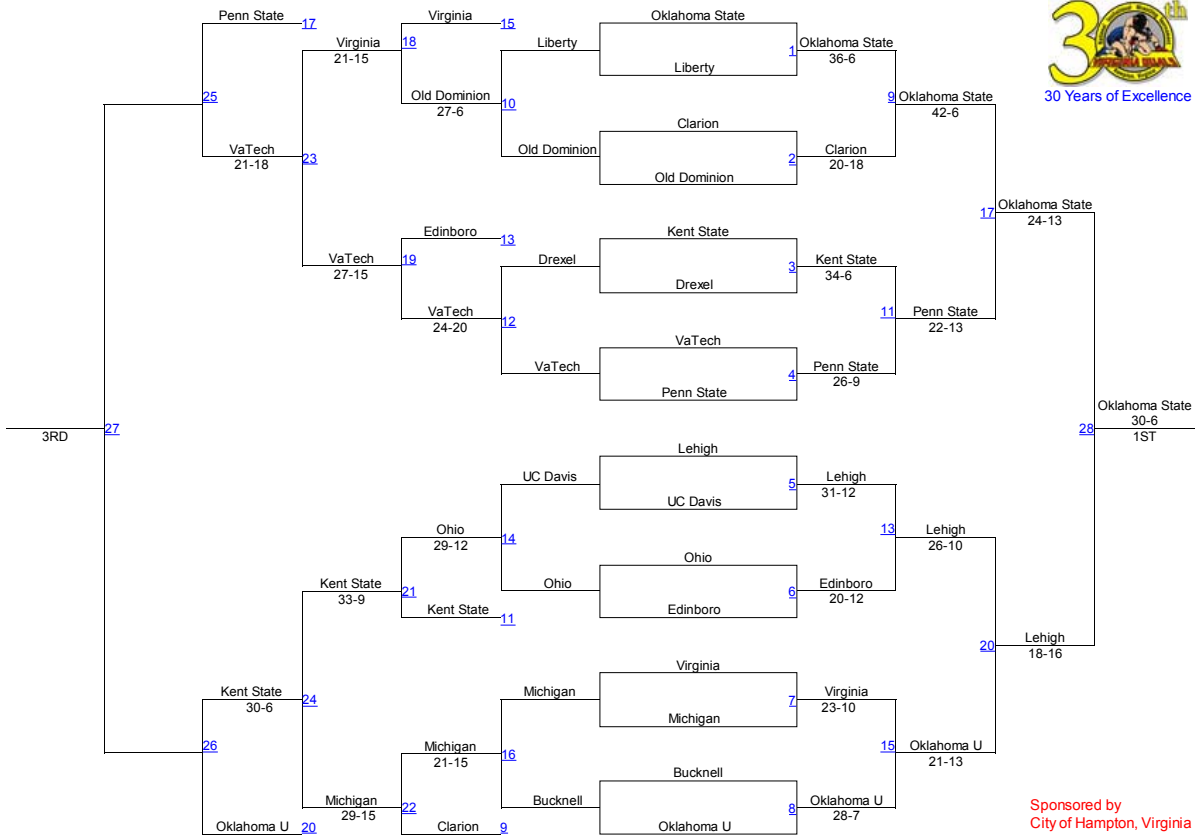 Penn State 17
Virginia 15
Oklahoma State
30th
VIRGINIA DUALS
30 Years of Excellence
Virginia
21-15
18
Liberty
1
Oklahoma State
36-6
Liberty
25
Old Dominion
27-6
10
9
Oklahoma State
42-6
Clarion
VaTech
21-18
23
Old Dominion
2
Clarion
20-18
Old Dominion
17
Oklahoma State
24-13
Edinboro 13
Kent State
VaTech
27-15
19
Drexel
3
Kent State
34-6
Drexel
VaTech
24-20
12
11
Penn State
22-13
VaTech
VaTech
4
Penn State
26-9
Penn State
3RD
27
28
Oklahoma State
30-6
1ST
Lehigh
UC Davis
5
Lehigh
31-12
UC Davis
Ohio
29-12
14
13
Lehigh
26-10
Ohio
Kent State
33-9
21
Ohio
6
Edinboro
20-12
Edinboro
Kent State 11
20
Lehigh
18-16
Virginia
Kent State
30-6
24
Michigan
7
Virginia
23-10
Michigan
26
Michigan
21-15
16
15
Oklahoma U
21-13
Bucknell
Michigan
29-15
22
Bucknell
8
Oklahoma U
28-7
Oklahoma U
Oklahoma U 20
Clarion 9
Sponsored by
City of Hampton, Virginia